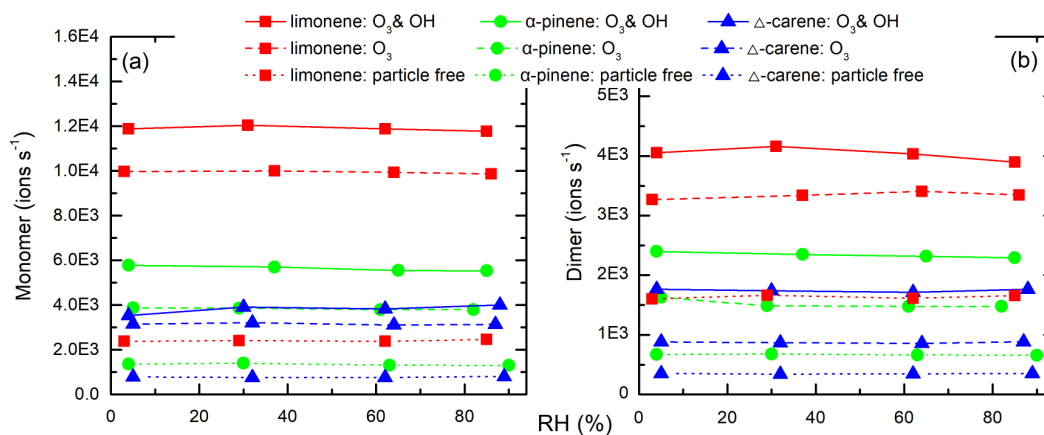 limonene: O₃& OH α-pinene: O₃& OH △-carene: O₃& OH
limonene: O₃ α-pinene: O₃ △-carene: O₃
limonene: particle free α-pinene: particle free △-carene: particle free
(a)
1.6E4
1.4E4
1.2E4
1.0E4
8.0E3
6.0E3
4.0E3
2.0E3
0.0
Monomer (ions s⁻¹)
0 20 40 60 80
(b)
5E3
4E3
3E3
2E3
1E3
0
Dimer (ions s⁻¹)
0 20 40 60 80
RH (%)